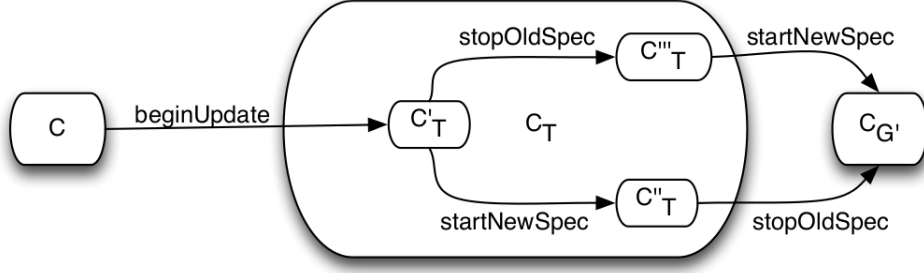 stopOldSpec
C'''T
startNewSpec
C
beginUpdate
C'T
CT
CG'
startNewSpec
C''T
stopOldSpec